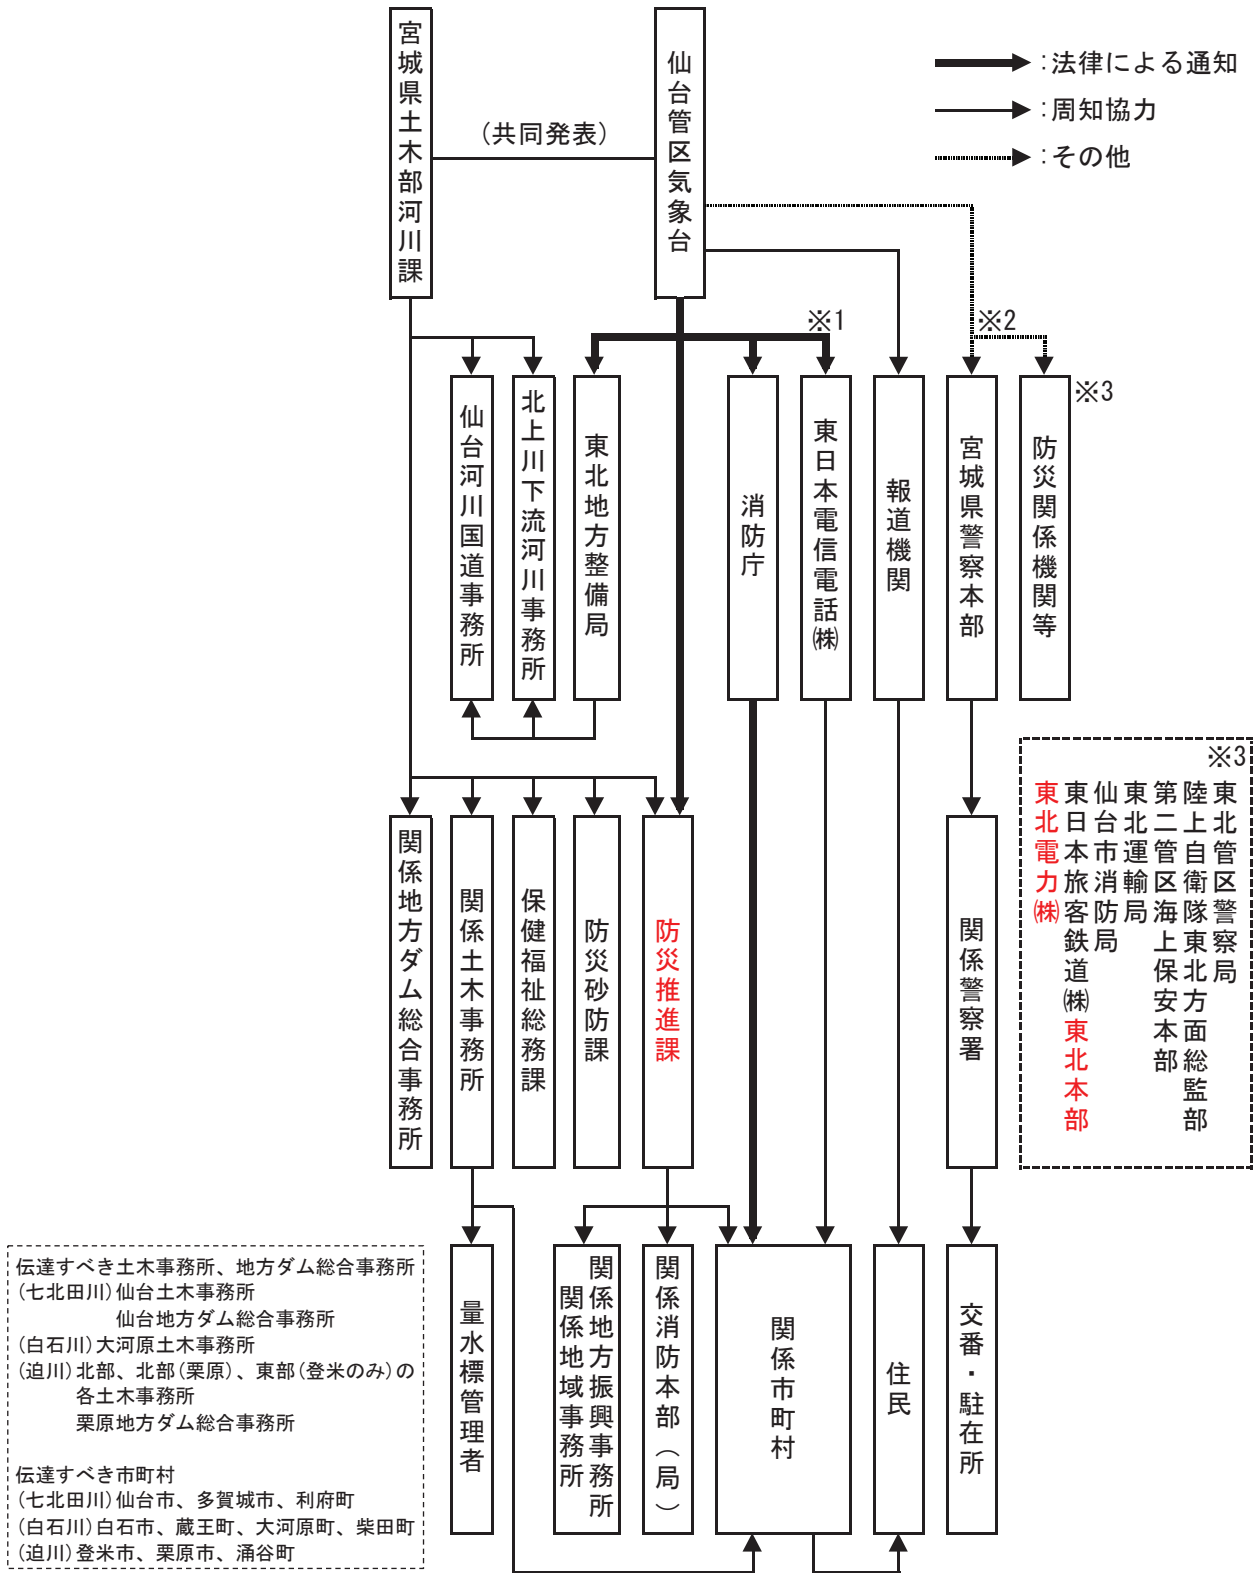 宮城県土木部河川課
(共同発表)
仙台管区気象台
:法律による通知
:周知協力
:その他
※1
※2
※3
仙台河川国道事務所
北上川下流河川事務所
東北地方整備局
消防庁
東日本電信電話㈱
報道機関
宮城県警察本部
防災関係機関等
※3
東北管区警察局
陸上自衛隊東北方面総監部
第二管区海上保安本部
東北運輸局
仙台市消防局
東日本旅客鉄道㈱東北本部
東北電力㈱
関係地方ダム総合事務所
関係土木事務所
保健福祉総務課
防災砂防課
防災推進課
関係警察署
量水標管理者
関係地方振興事務所
関係地域事務所
関係消防本部(局)
関係市町村
住民
交番・駐在所
伝達すべき土木事務所、地方ダム総合事務所
(七北田川)仙台土木事務所
仙台地方ダム総合事務所
(白石川)大河原土木事務所
(迫川)北部、北部(栗原)、東部(登米のみ)の
各土木事務所
栗原地方ダム総合事務所
伝達すべき市町村
(七北田川)仙台市、多賀城市、利府町
(白石川)白石市、蔵王町、大河原町、柴田町
(迫川)登米市、栗原市、涌谷町